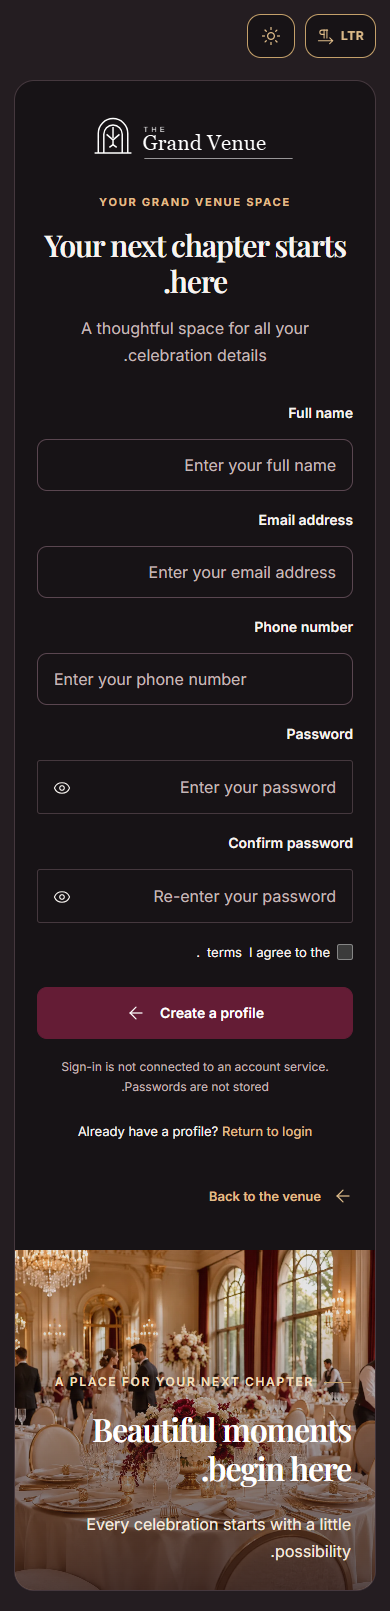 LTR
THE
Grand Venue
YOUR GRAND VENUE SPACE
Your next chapter starts
.here
A thoughtful space for all your
.celebration details
Full name
Enter your full name
Email address
Enter your email address
Phone number
Enter your phone number
Password
Enter your password
Confirm password
Re-enter your password
. terms I agree to the
Create a profile
Sign-in is not connected to an account service.
.Passwords are not stored
Already have a profile? Return to login
Back to the venue
A PLACE FOR YOUR NEXT CHAPTER
Beautiful moments
.begin here
Every celebration starts with a little
.possibility